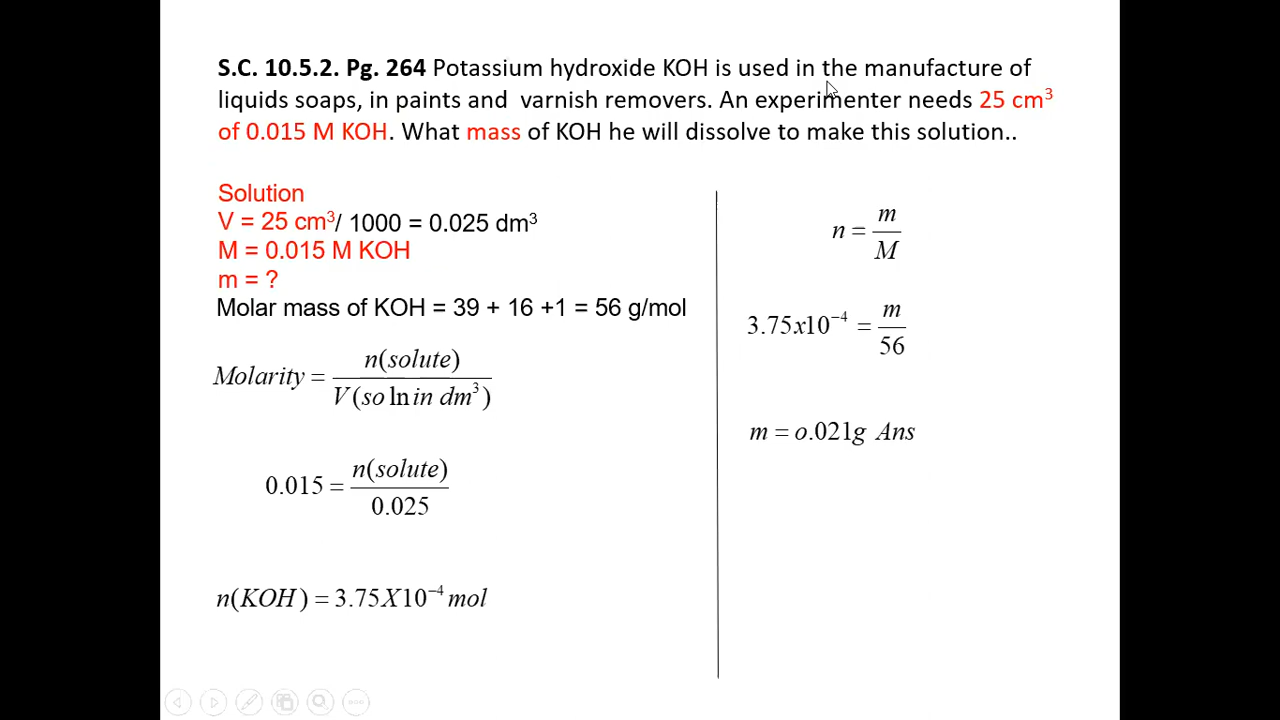 S.C. 10.5.2. Pg. 264 Potassium hydroxide KOH is used in the manufacture of
liquids soaps, in paints and varnish removers. An experimenter needs 25 cm³
of 0.015 M KOH. What mass of KOH he will dissolve to make this solution..
Solution
V = 25 cm³/ 1000 = 0.025 dm³
M = 0.015 M KOH
m = ?
Molar mass of KOH = 39 + 16 +1 = 56 g/mol
Molarity = n(solute) / V(so ln in dm³)
0.015 = n(solute) / 0.025
n(KOH) = 3.75X10⁻⁴ mol
n = m / M
3.75x10⁻⁴ = m / 56
m = o.021g Ans